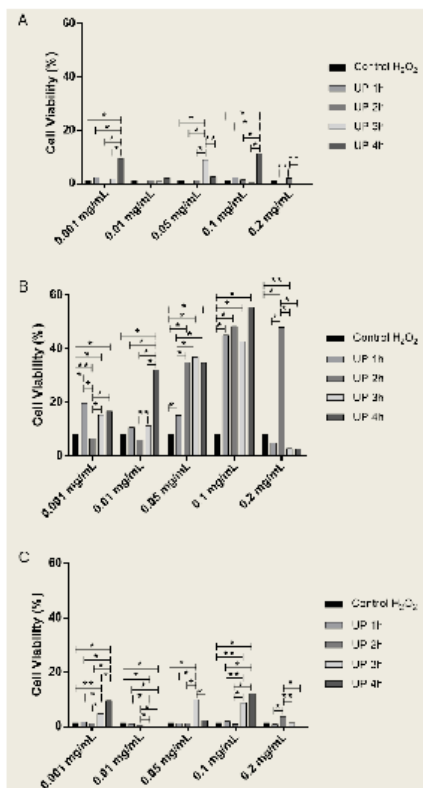 A
60
40
20
0
Cell Viability (%)
0.001 mg/mL
0.01 mg/mL
0.05 mg/mL
0.1 mg/mL
0.2 mg/mL
Control H₂O₂
UP 1h
UP 2h
UP 3h
UP 4h
B
60
40
20
0
Cell Viability (%)
0.001 mg/mL
0.01 mg/mL
0.05 mg/mL
0.1 mg/mL
0.2 mg/mL
Control H₂O₂
UP 1h
UP 2h
UP 3h
UP 4h
C
60
40
20
0
Cell Viability (%)
0.001 mg/mL
0.01 mg/mL
0.05 mg/mL
0.1 mg/mL
0.2 mg/mL
Control H₂O₂
UP 1h
UP 2h
UP 3h
UP 4h